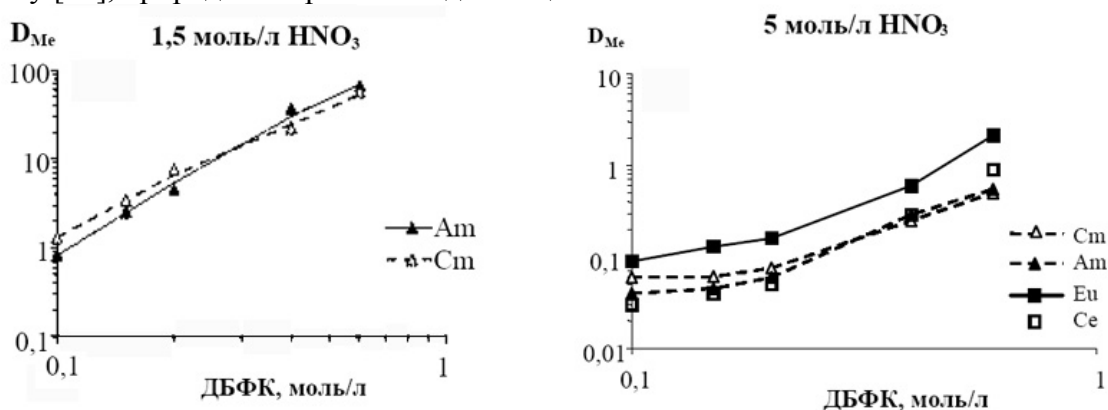 D_Me 1,5 моль/л HNO₃
100
10
1
0,1
0,1 1
ДБФК, моль/л
Am
Cm
D_Me 5 моль/л HNO₃
10
1
0,1
0,01
0,1 1
ДБФК, моль/л
Cm
Am
Eu
Ce